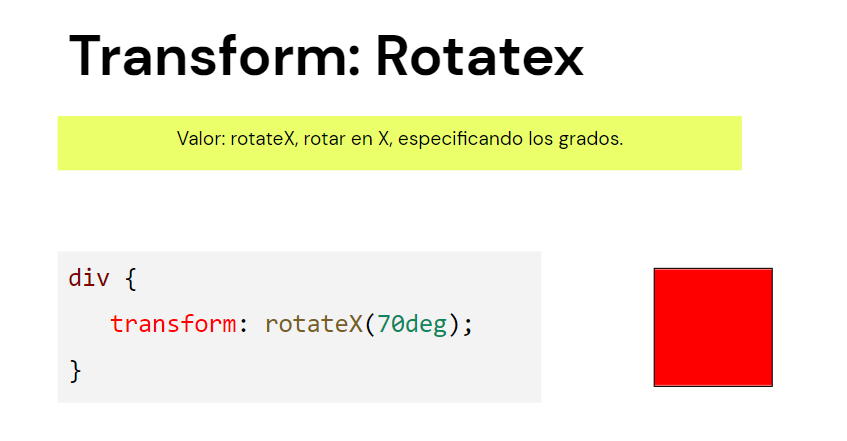 Transform: Rotatex
Valor: rotateX, rotar en X, especificando los grados.
div {
transform: rotateX(70deg);
}